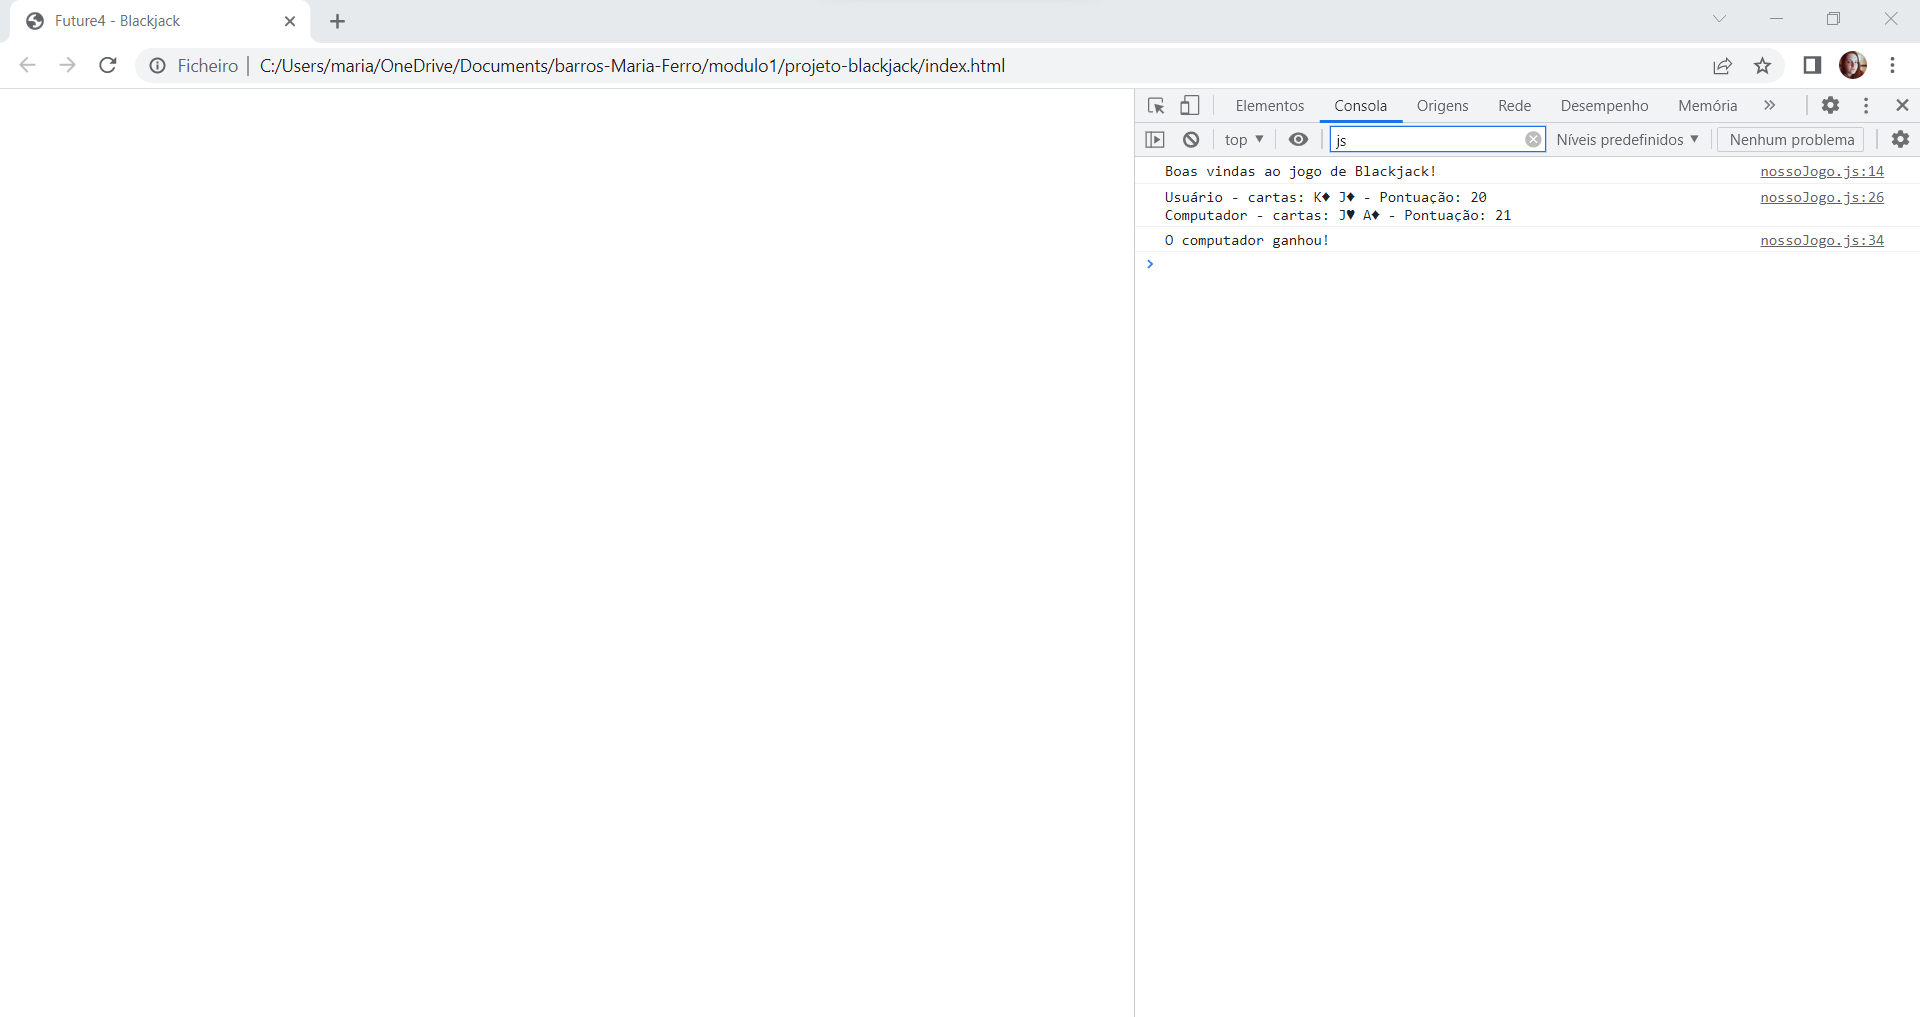 Future4 - Blackjack
Ficheiro | C:/Users/maria/OneDrive/Documents/barros-Maria-Ferro/modulo1/projeto-blackjack/index.html
Elementos Consola Origens Rede Desempenho Memória »
top ▼ js Níveis predefinidos ▼ Nenhum problema
Boas vindas ao jogo de Blackjack! nossoJogo.js:14
Usuário - cartas: K♦ J♦ - Pontuação: 20 nossoJogo.js:26
Computador - cartas: J♥ A♦ - Pontuação: 21
O computador ganhou! nossoJogo.js:34